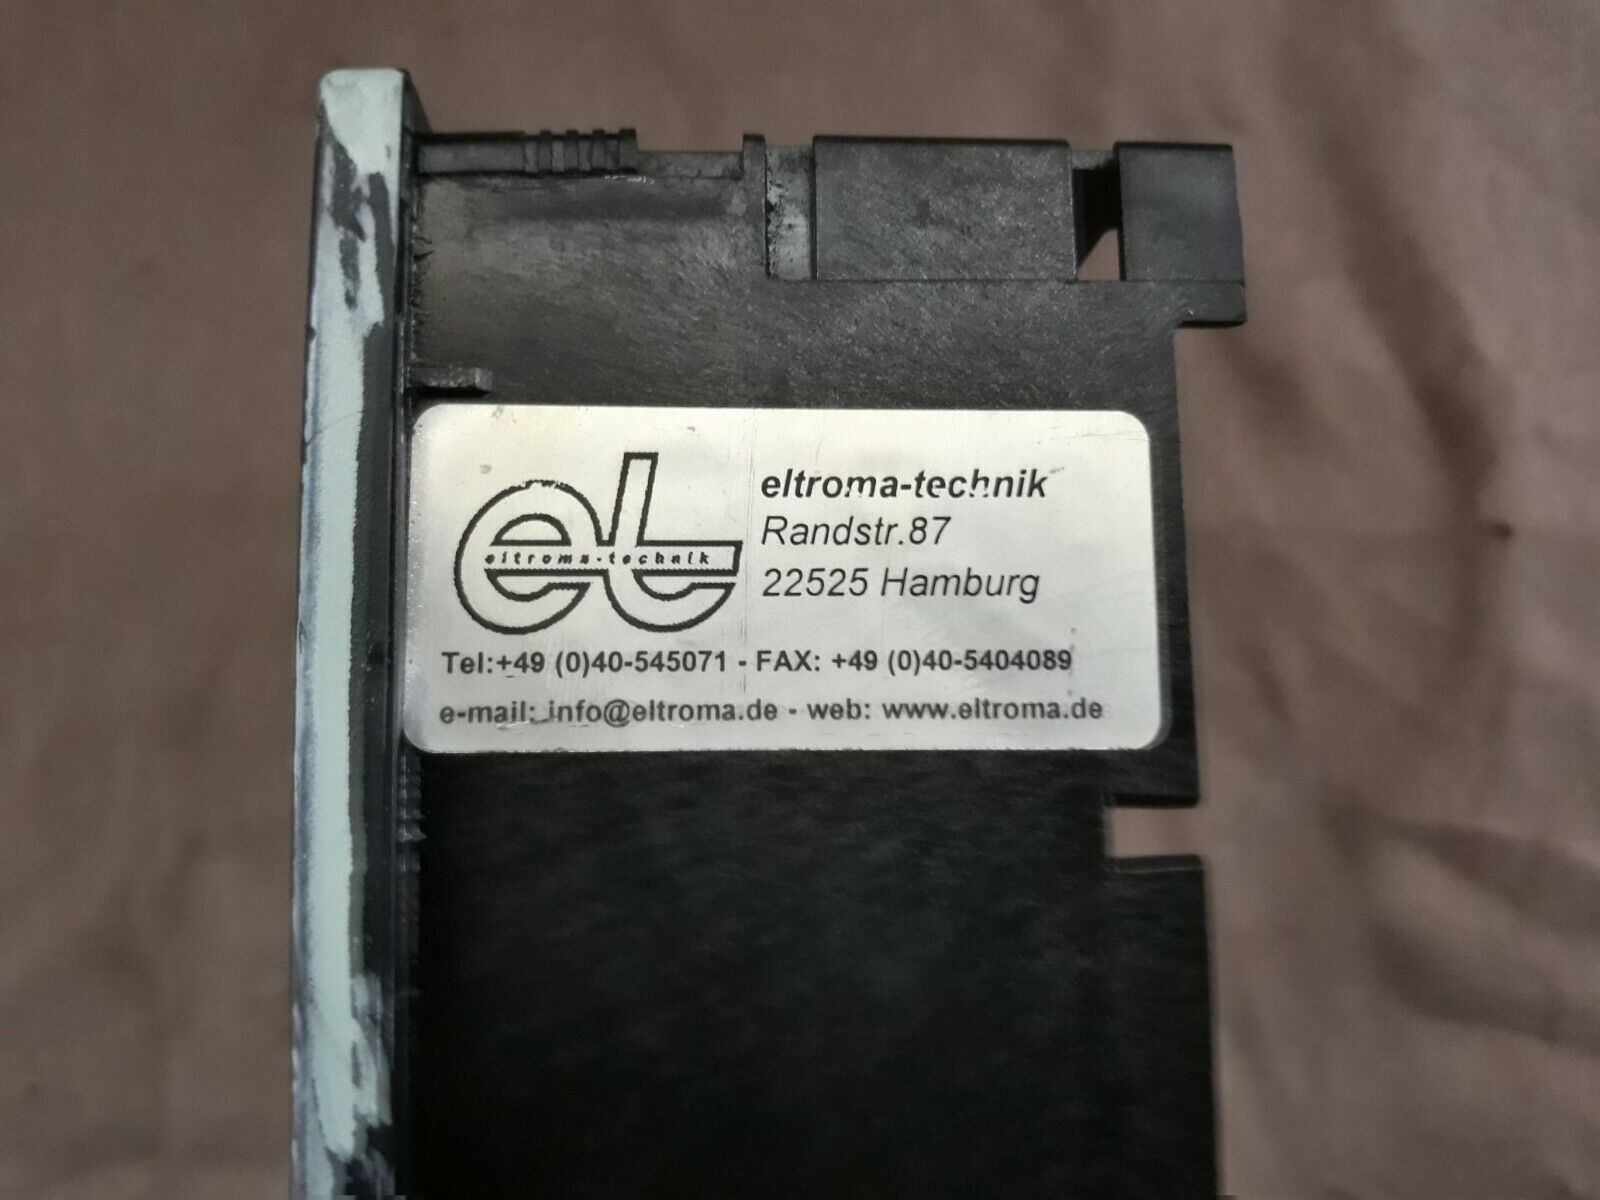 eltroma-technik
eltroma-technik
Randstr.87
22525 Hamburg
Tel:+49 (0)40-545071 - FAX: +49 (0)40-5404089
e-mail: info@eltroma.de - web: www.eltroma.de